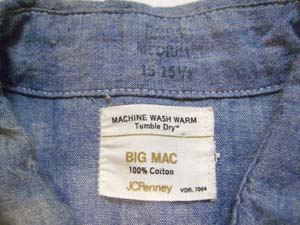 MEDIUM
15-15½
MACHINE WASH WARM
Tumble Dry
BIG MAC
100% Cotton
JCPenney VDR. 7064